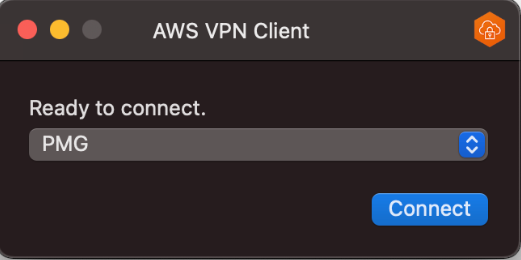 AWS VPN Client
Ready to connect.
PMG
Connect